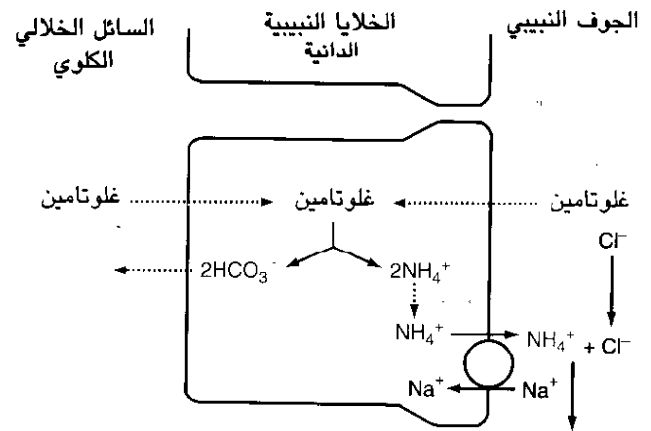 الجوف النبيبي
الخلايا النبيبية
الدانية
السائل الخلالي
الكلوي
غلوتامين
غلوتامين
غلوتامين
Cl⁻
2HCO₃⁻
2NH₄⁺
NH₄⁺
NH₄⁺ + Cl⁻
Na⁺
Na⁺